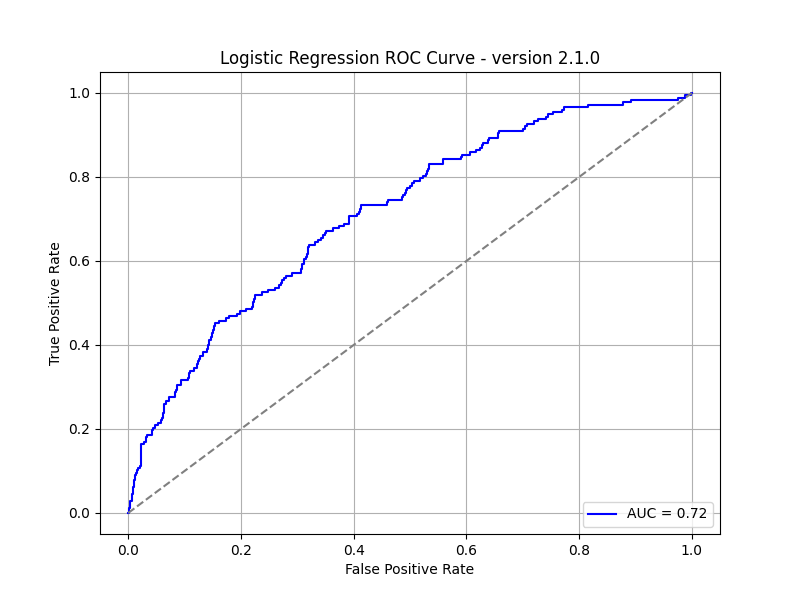 Logistic Regression ROC Curve - version 2.1.0
True Positive Rate
1.0
0.8
0.6
0.4
0.2
0.0
AUC = 0.72
0.0 0.2 0.4 0.6 0.8 1.0
False Positive Rate